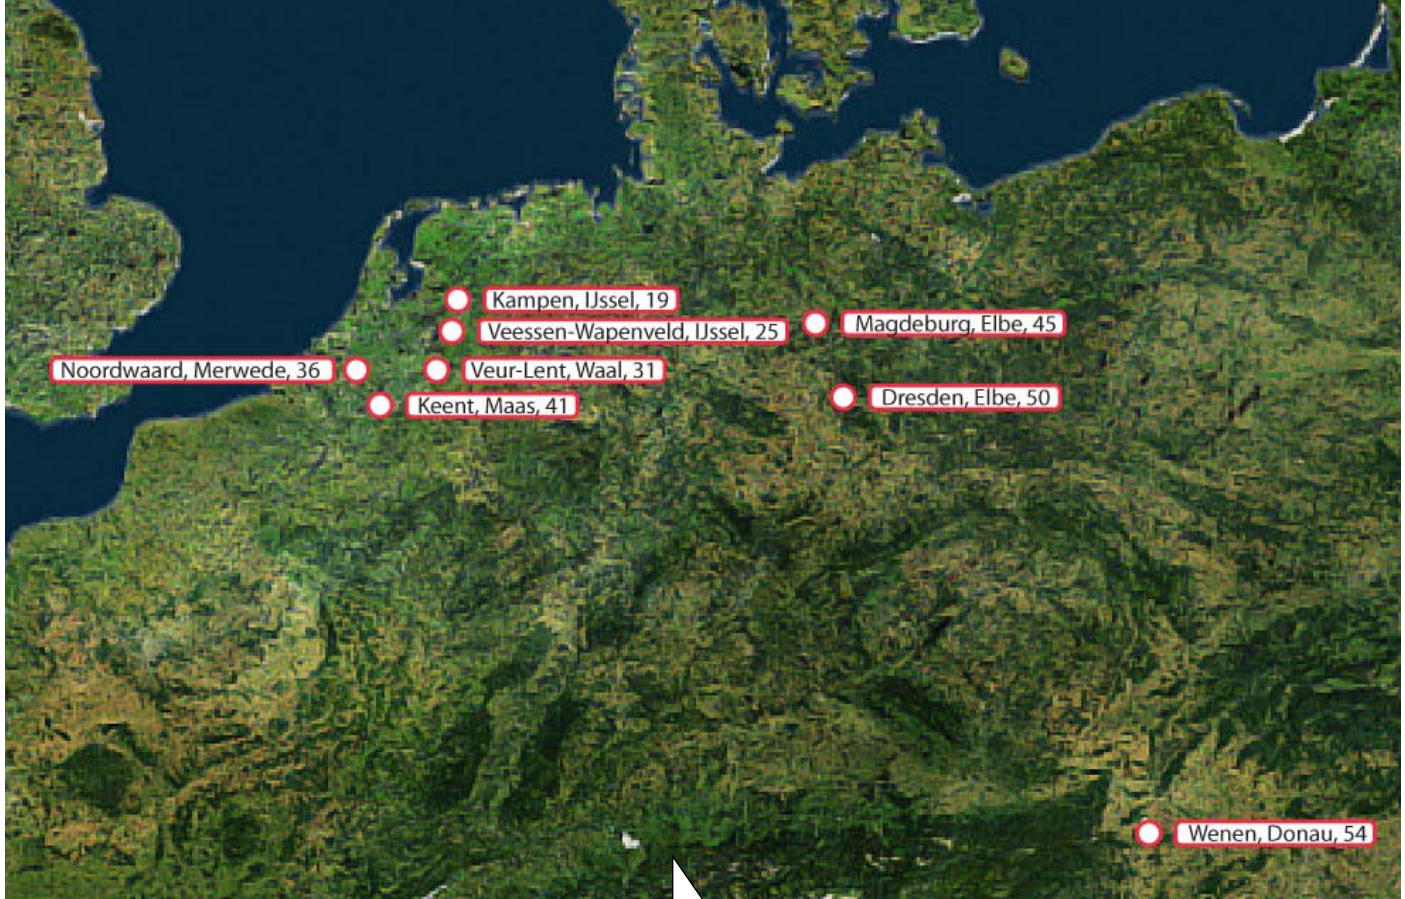 Kampen, IJssel, 19
Veessen-Wapenveld, IJssel, 25
Magdeburg, Elbe, 45
Noordwaard, Merwede, 36
Veur-Lent, Waal, 31
Keent, Maas, 41
Dresden, Elbe, 50
Wenen, Donau, 54